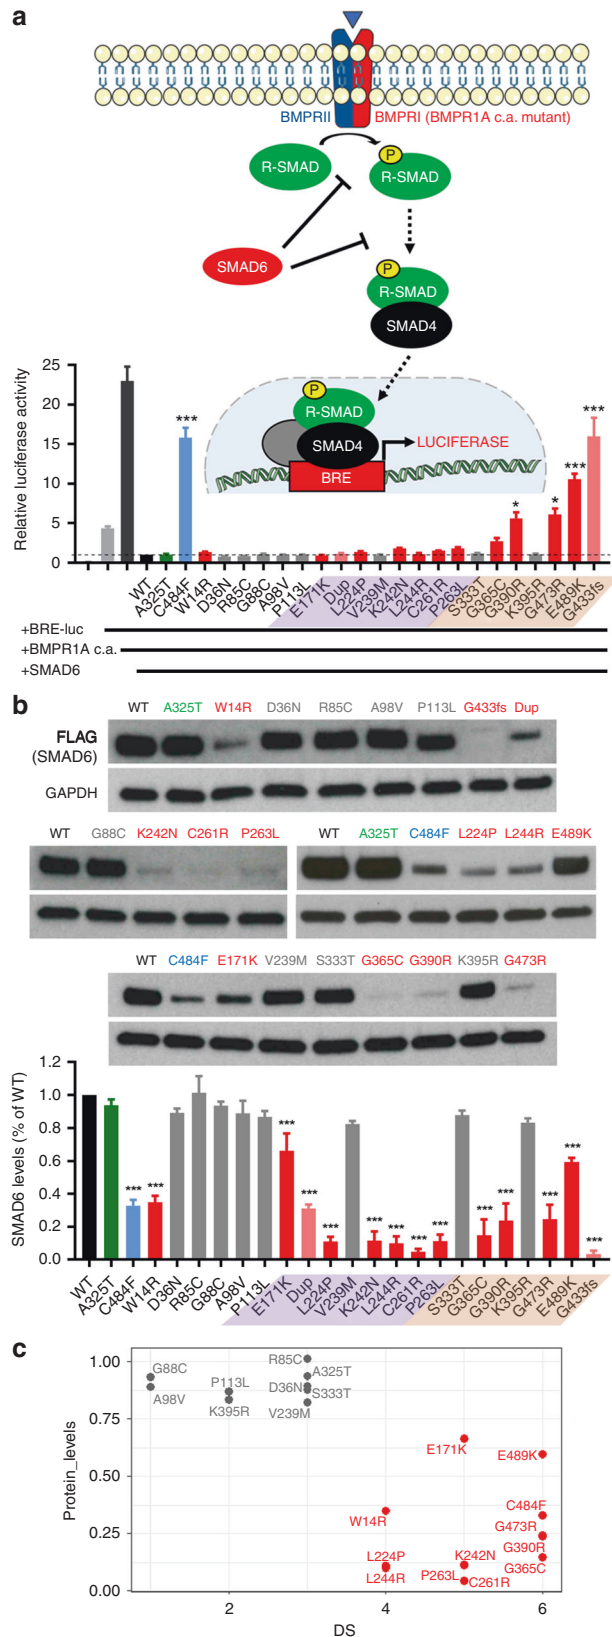 a
BMPRII
BMPRI (BMPR1A c.a. mutant)
R-SMAD
P
R-SMAD
SMAD6
P
R-SMAD
SMAD4
P
R-SMAD
SMAD4
BRE
LUCIFERASE
Relative luciferase activity
25
20
15
10
5
0
***
*
*
***
***
WT
A325T
C484F
W14R
D36N
R85C
G88C
A98V
P113L
E171K
Dup
L224P
V239M
K242N
L244R
C261R
P263L
S333T
G365C
G390R
K395R
G473R
E489K
G433fs
+BRE-luc
+BMPR1A c.a.
+SMAD6
b
WT A325T W14R D36N R85C A98V P113L G433fs Dup
FLAG
(SMAD6)
GAPDH
WT G88C K242N C261R P263L
WT A325T C484F L224P L244R E489K
WT C484F E171K V239M S333T G365C G390R K395R G473R
SMAD6 levels (% of WT)
1.2
1.0
0.8
0.6
0.4
0.2
0.0
***
***
***
***
***
***
***
***
***
***
***
***
***
***
WT
A325T
C484F
W14R
D36N
R85C
G88C
A98V
P113L
E171K
Dup
L224P
V239M
K242N
L244R
C261R
P263L
S333T
G365C
G390R
K395R
G473R
E489K
G433fs
c
Protein_levels
1.00
0.75
0.50
0.25
0.00
G88C
A98V
P113L
K395R
R85C
A325T
D36N
S333T
V239M
E171K
E489K
W14R
C484F
G473R
G390R
G365C
L224P
L244R
K242N
P263L
C261R
2 4 6
DS